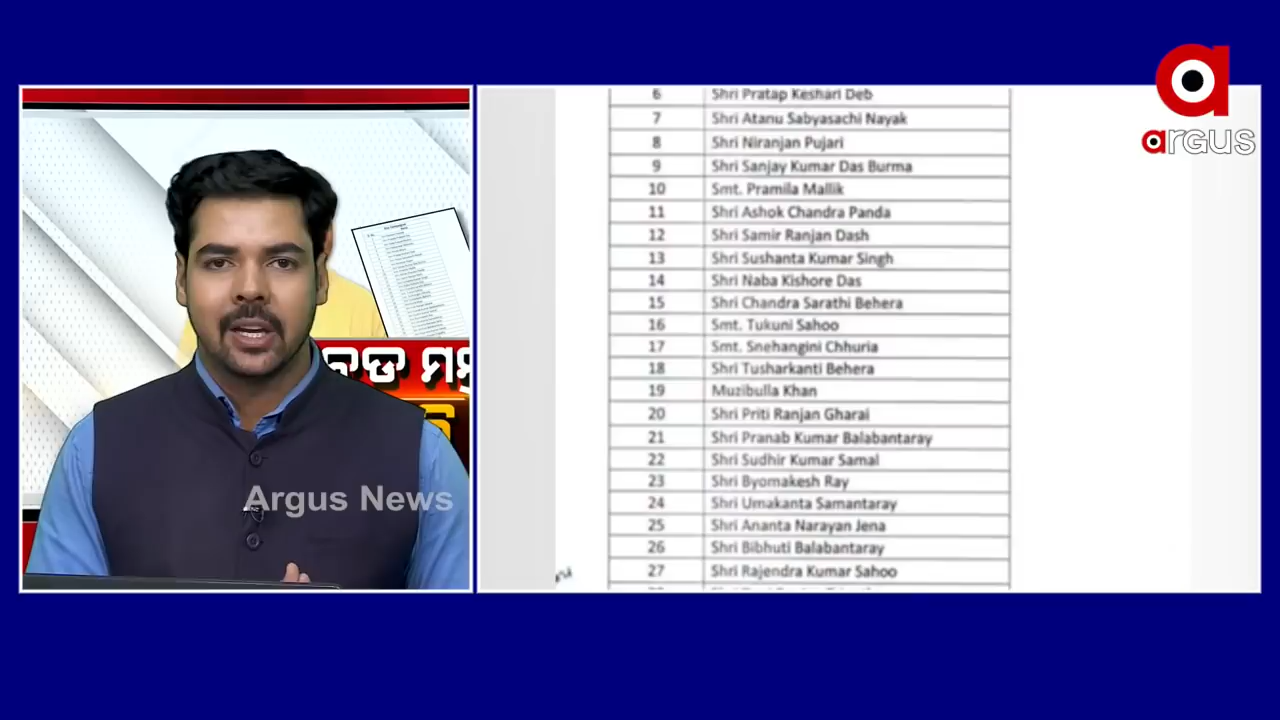 argus
6 Shri Pratap Keshari Deb
7 Shri Atanu Sabyasachi Nayak
8 Shri Niranjan Pujari
9 Shri Sanjay Kumar Das Burma
10 Smt. Pramila Mallik
11 Shri Ashok Chandra Panda
12 Shri Samir Ranjan Dash
13 Shri Sushanta Kumar Singh
14 Shri Naba Kishore Das
15 Shri Chandra Sarathi Behera
16 Smt. Tukuni Sahoo
17 Smt. Snehangini Chhuria
18 Shri Tusharkanti Behera
19 Muzibulla Khan
20 Shri Priti Ranjan Gharai
21 Shri Pranab Kumar Balabantaray
22 Shri Sudhir Kumar Samal
23 Shri Byomakesh Ray
24 Shri Umakanta Samantaray
25 Shri Ananta Narayan Jena
26 Shri Bibhuti Balabantaray
27 Shri Rajendra Kumar Sahoo
Argus News